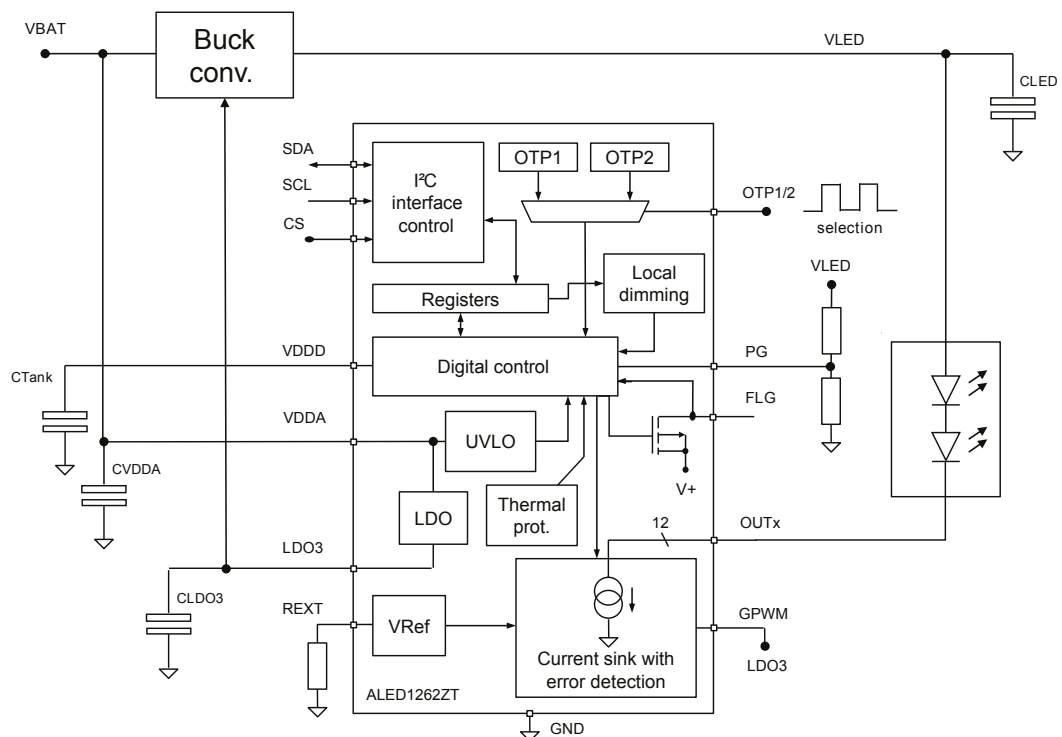 VBAT
Buck
conv.
VLED
CLED
SDA
SCL
CS
I²C
interface
control
OTP1
OTP2
OTP1/2
selection
Registers
Local
dimming
VLED
CTank
VDDD
Digital control
PG
FLG
VDDA
UVLO
CVDDA
LDO
Thermal
prot.
V+
12
OUTx
LDO3
CLDO3
REXT
VRef
Current sink with
error detection
GPWM
LDO3
ALED1262ZT
GND